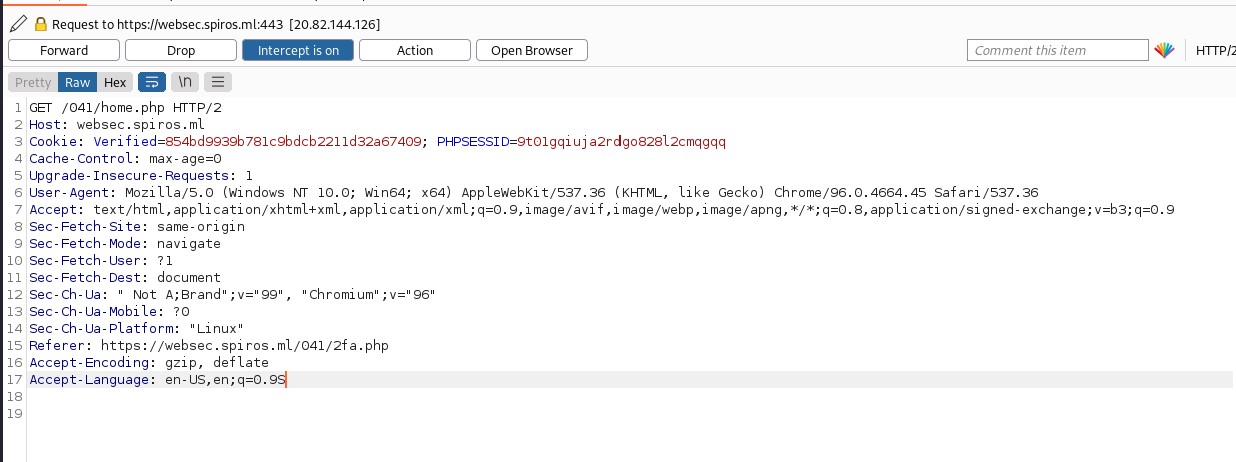 Request to https://websec.spiros.ml:443 [20.82.144.126]
Forward Drop Intercept is on Action Open Browser Comment this item HTTP/2
Pretty Raw Hex \n
1 GET /041/home.php HTTP/2
2 Host: websec.spiros.ml
3 Cookie: Verified=854bd9939b781c9bdcb2211d32a67409; PHPSESSID=9t01gqiuja2rdgo828l2cmqgqq
4 Cache-Control: max-age=0
5 Upgrade-Insecure-Requests: 1
6 User-Agent: Mozilla/5.0 (Windows NT 10.0; Win64; x64) AppleWebKit/537.36 (KHTML, like Gecko) Chrome/96.0.4664.45 Safari/537.36
7 Accept: text/html,application/xhtml+xml,application/xml;q=0.9,image/avif,image/webp,image/apng,*/*;q=0.8,application/signed-exchange;v=b3;q=0.9
8 Sec-Fetch-Site: same-origin
9 Sec-Fetch-Mode: navigate
10 Sec-Fetch-User: ?1
11 Sec-Fetch-Dest: document
12 Sec-Ch-Ua: " Not A;Brand";v="99", "Chromium";v="96"
13 Sec-Ch-Ua-Mobile: ?0
14 Sec-Ch-Ua-Platform: "Linux"
15 Referer: https://websec.spiros.ml/041/2fa.php
16 Accept-Encoding: gzip, deflate
17 Accept-Language: en-US,en;q=0.9S
18
19